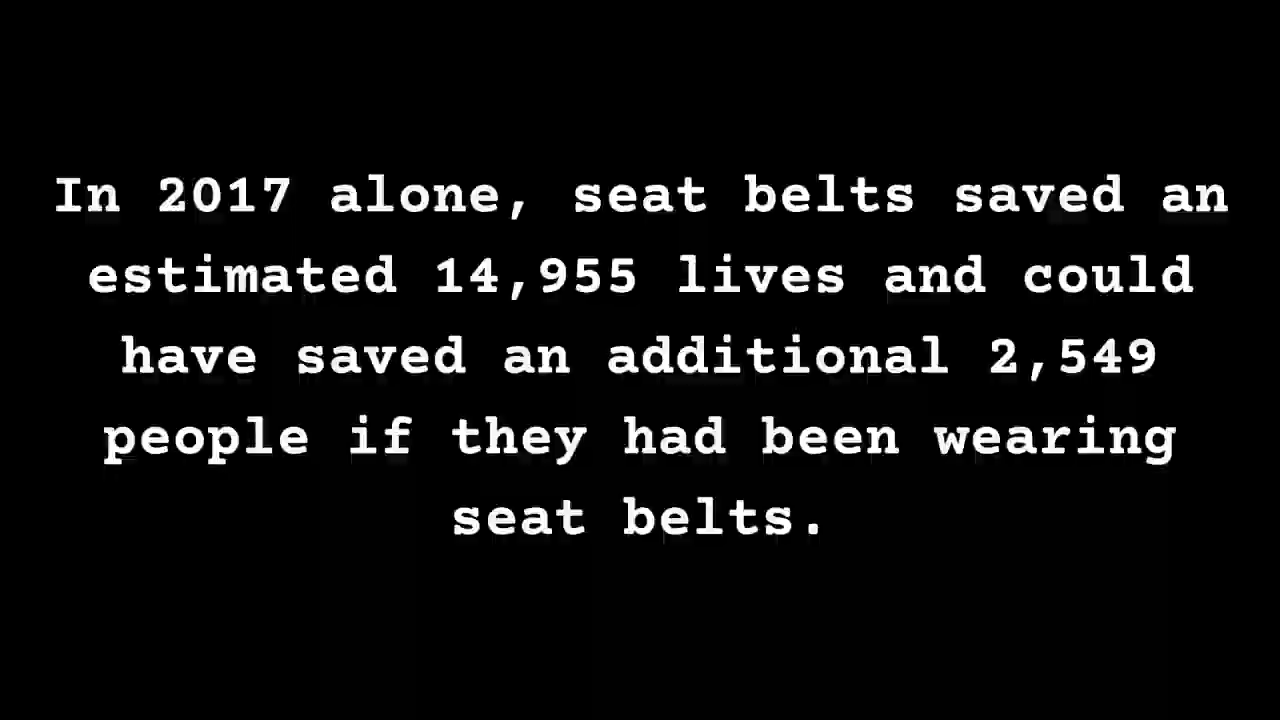 In 2017 alone, seat belts saved an
estimated 14,955 lives and could
have saved an additional 2,549
people if they had been wearing
seat belts.